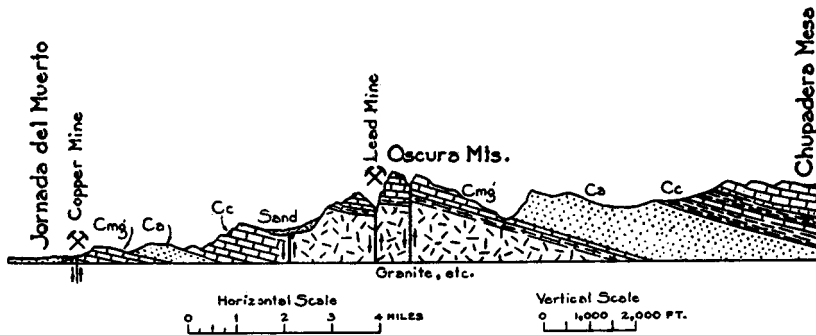 Jornada del Muerto
Copper Mine
Cmg
Ca
Cc
Sand
Lead Mine
Oscura Mts.
Cmg
Ca
Cc
Chupadera Mesa
Granite, etc.
Horizontal Scale
0 1 2 3 4 MILES
Vertical Scale
0 1,000 2,000 FT.